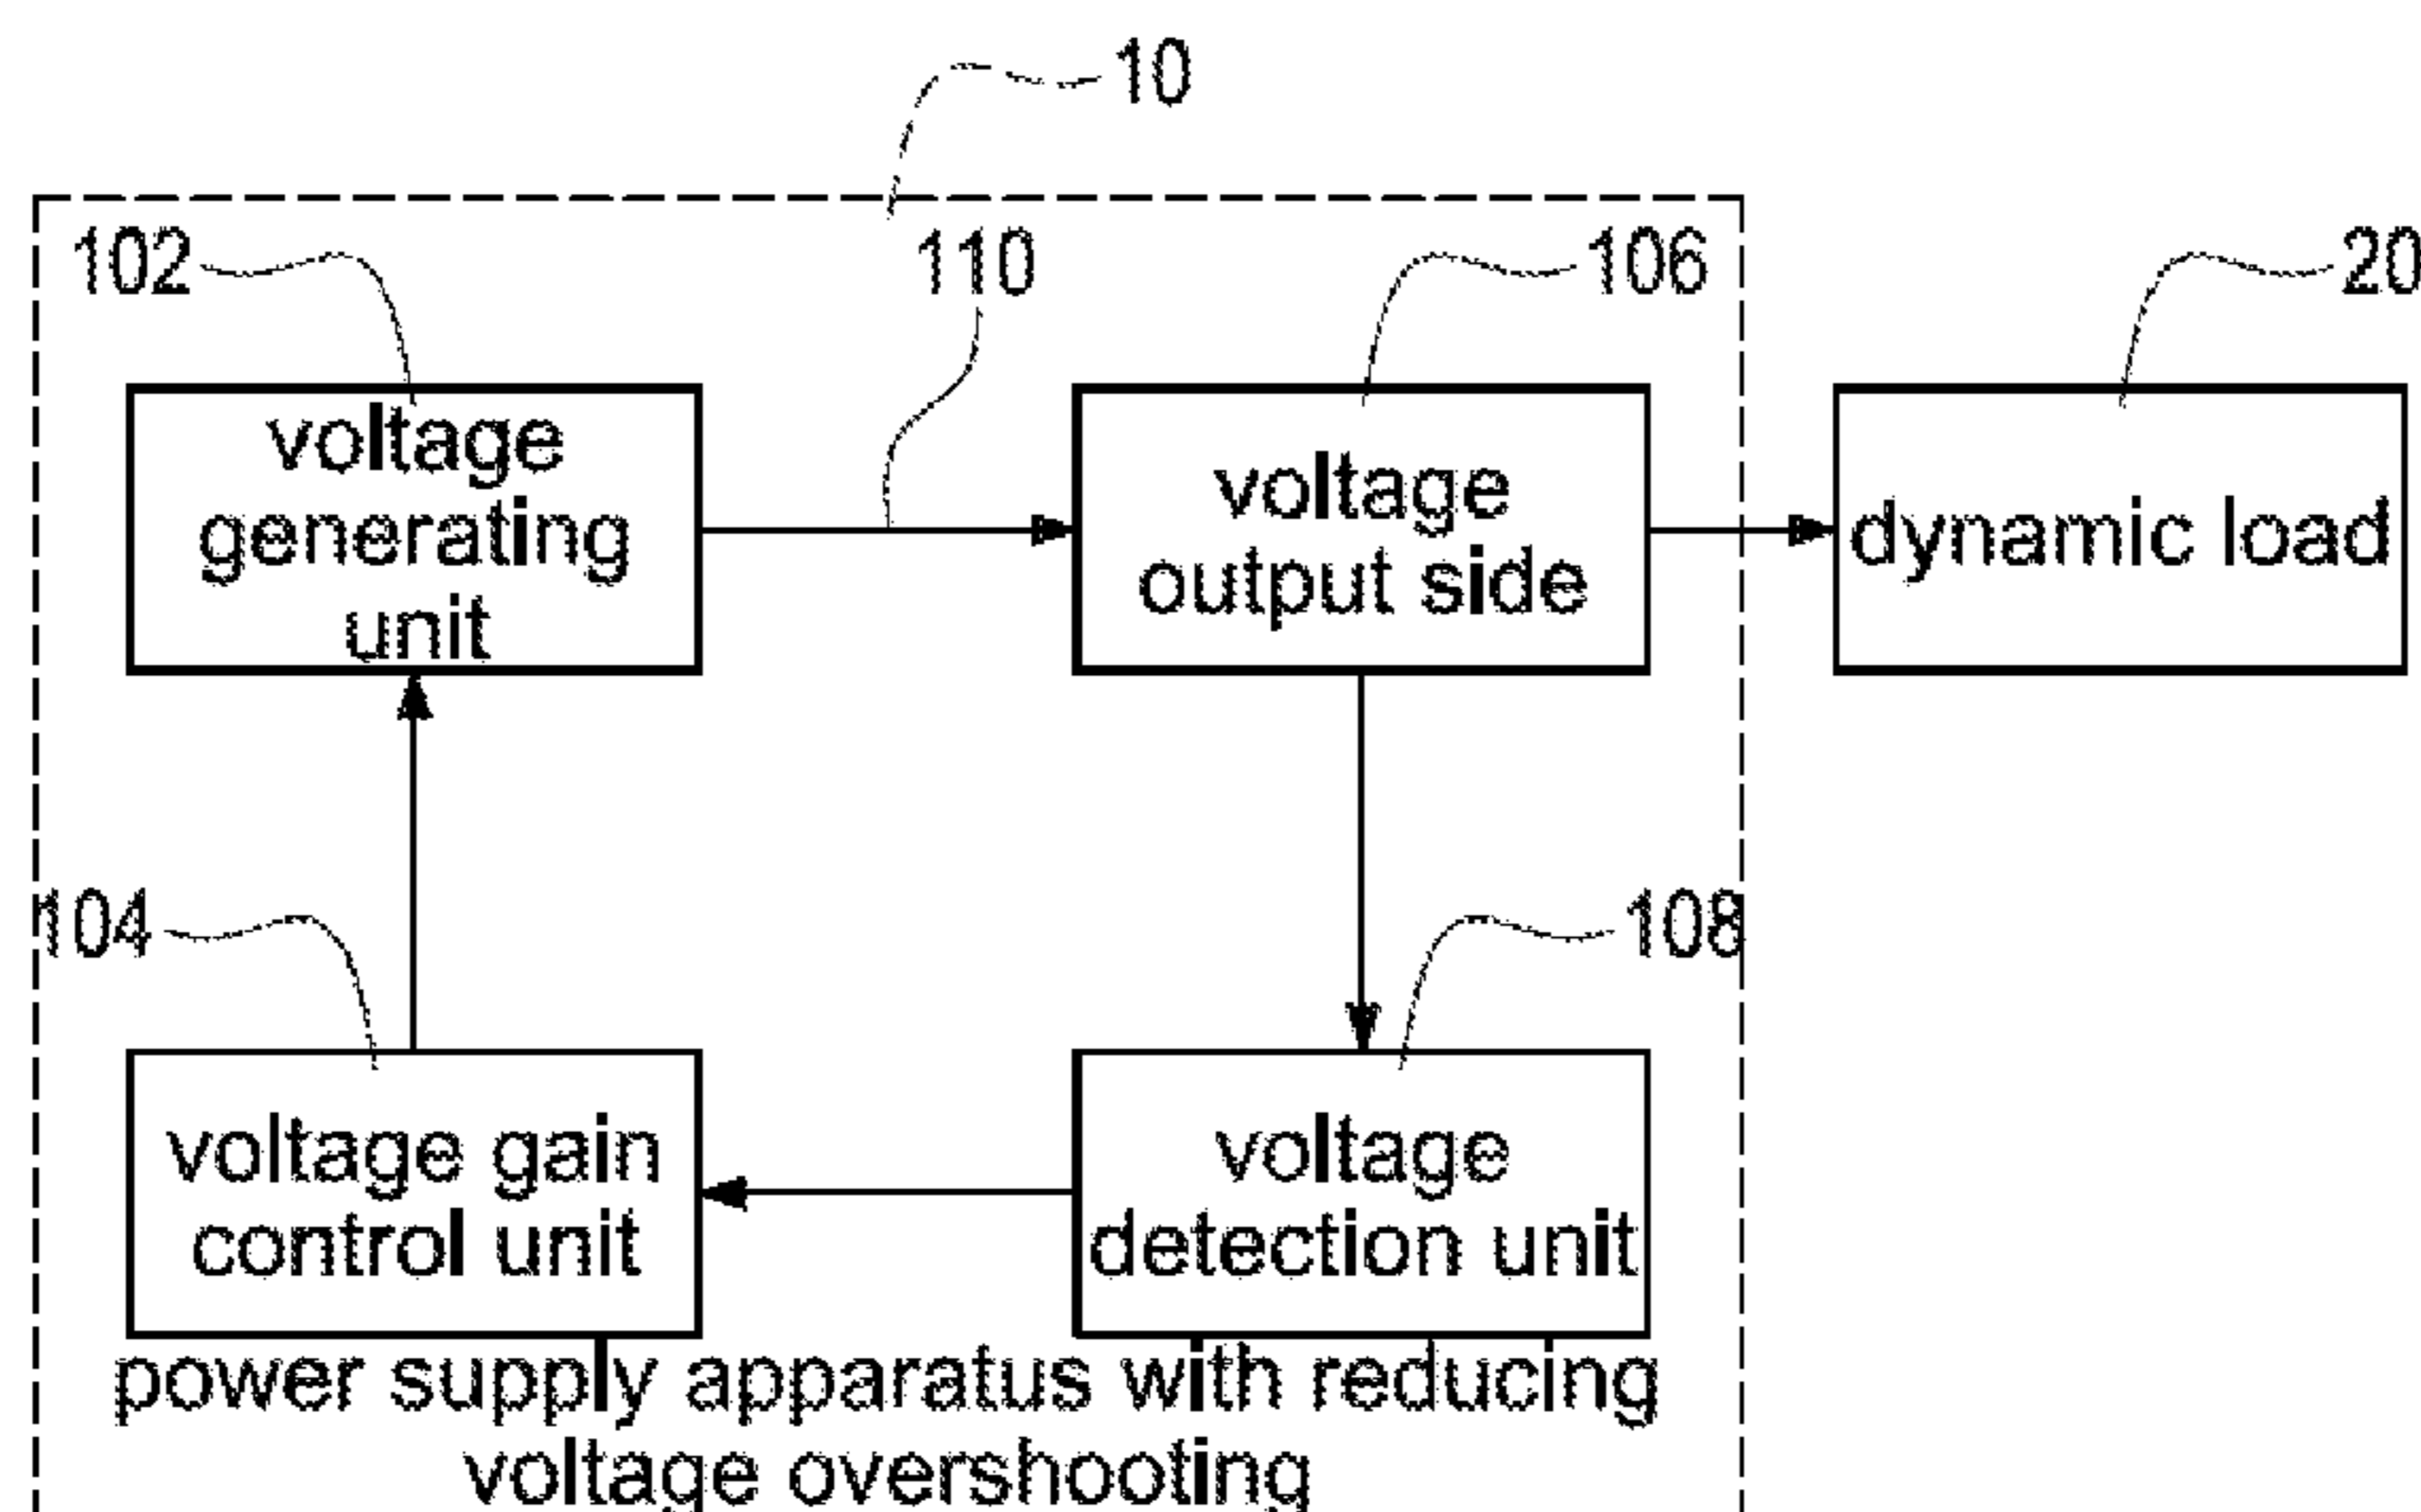 10
102
110
106
20
voltage
generating
unit
voltage
output side
dynamic load
104
108
voltage gain
control unit
voltage
detection unit
power supply apparatus with reducing
voltage overshooting